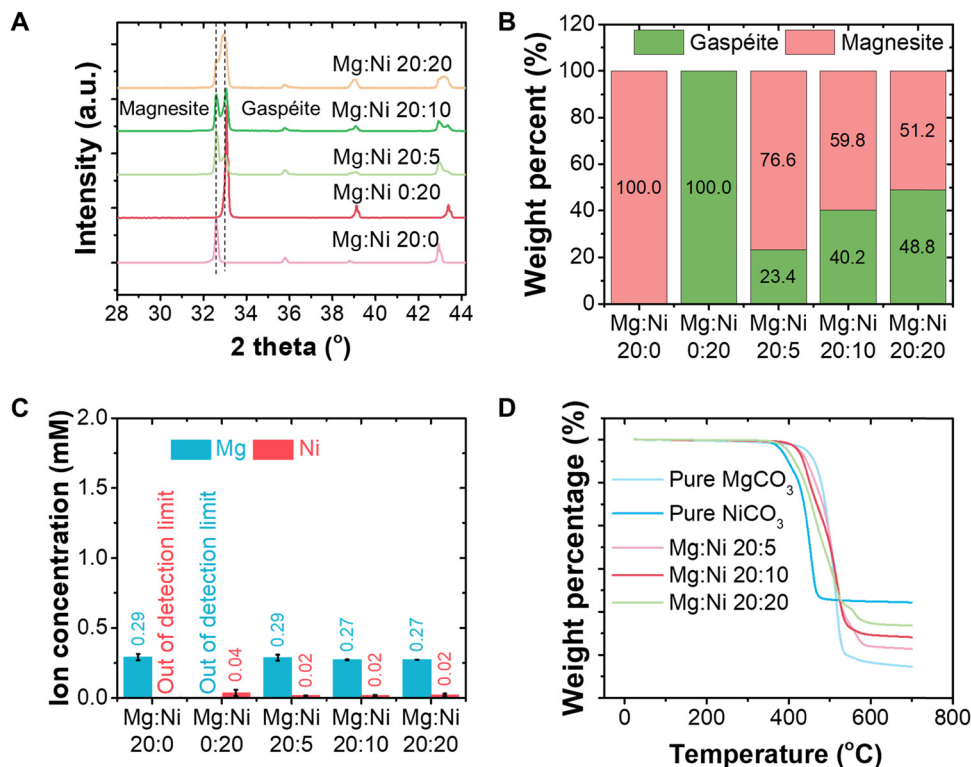 A
Intensity (a.u.)
Mg:Ni 20:20
Magnesite
Gaspéite
Mg:Ni 20:10
Mg:Ni 20:5
Mg:Ni 0:20
Mg:Ni 20:0
28 30 32 34 36 38 40 42 44
2 theta (°)
B
Weight percent (%)
120
100
80
60
40
20
0
Gaspéite Magnesite
100.0
100.0
76.6
23.4
59.8
40.2
51.2
48.8
Mg:Ni Mg:Ni Mg:Ni Mg:Ni Mg:Ni
20:0 0:20 20:5 20:10 20:20
C
Ion concentration (mM)
2.0
1.5
1.0
0.5
0.0
Mg Ni
0.29
Out of detection limit
Out of detection limit
0.04
0.29
0.02
0.27
0.02
0.27
0.02
Mg:Ni Mg:Ni Mg:Ni Mg:Ni Mg:Ni
20:0 0:20 20:5 20:10 20:20
D
Weight percentage (%)
Pure MgCO₃
Pure NiCO₃
Mg:Ni 20:5
Mg:Ni 20:10
Mg:Ni 20:20
0 200 400 600 800
Temperature (°C)